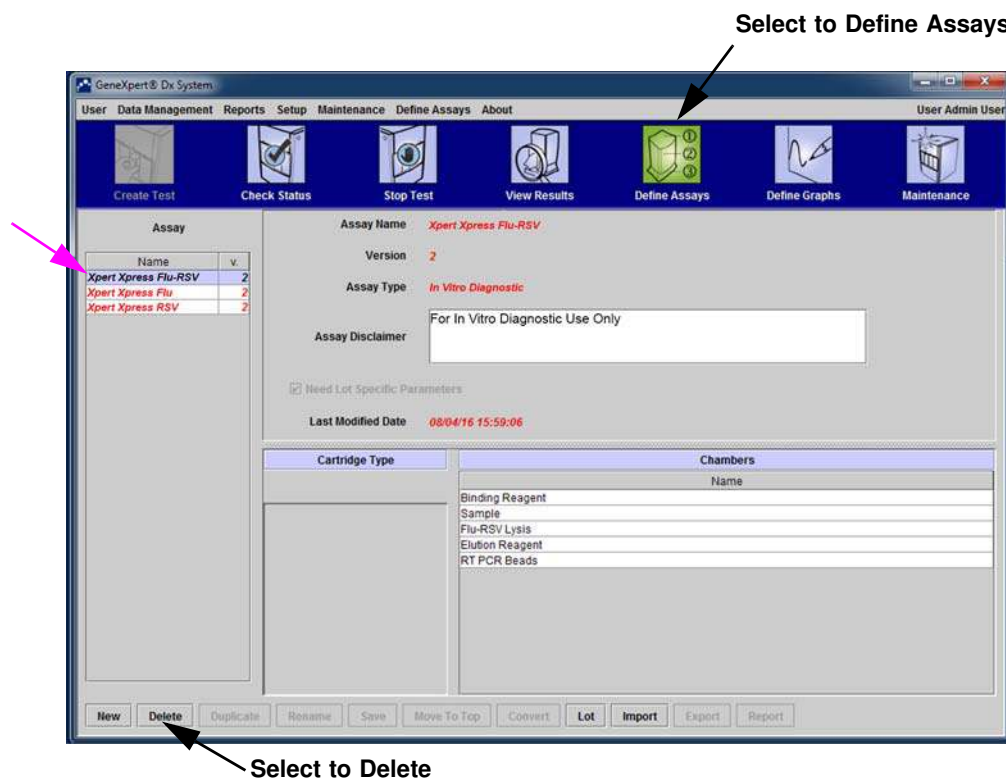 Select to Define Assays
GeneXpert® Dx System
User Data Management Reports Setup Maintenance Define Assays About User Admin User
Create Test Check Status Stop Test View Results Define Assays Define Graphs Maintenance
Assay
Name v.
Xpert Xpress Flu-RSV 2
Xpert Xpress Flu 2
Xpert Xpress RSV 2
Assay Name Xpert Xpress Flu-RSV
Version 2
Assay Type In Vitro Diagnostic
Assay Disclaimer For In Vitro Diagnostic Use Only
Need Lot Specific Parameters
Last Modified Date 08/04/16 15:59:06
Cartridge Type
Chambers
Name
Binding Reagent
Sample
Flu-RSV Lysis
Elution Reagent
RT PCR Beads
New Delete Duplicate Rename Save Move To Top Convert Lot Import Export Report
Select to Delete